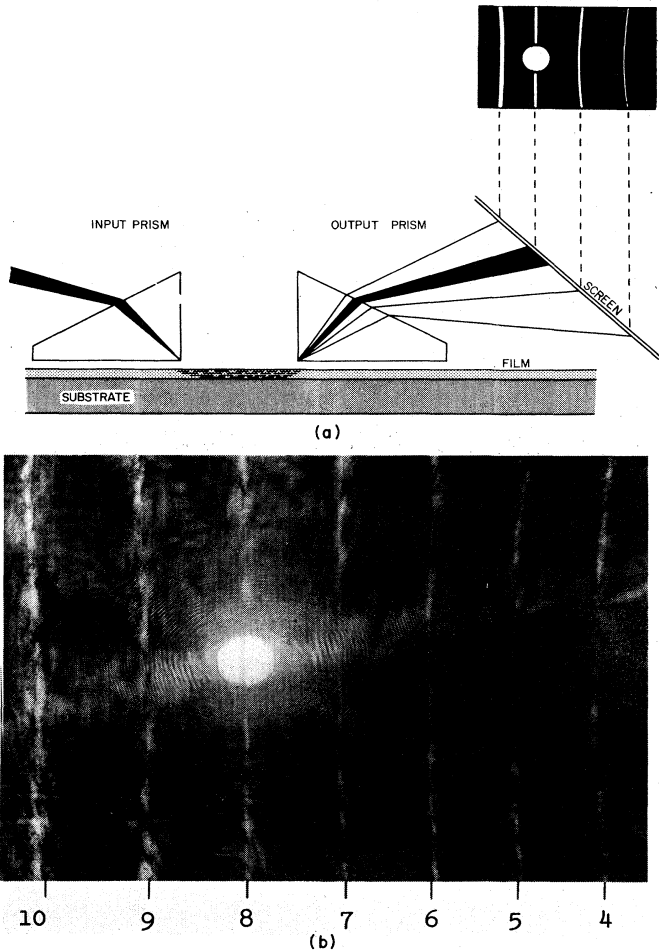 INPUT PRISM
OUTPUT PRISM
SCREEN
FILM
SUBSTRATE
(a)
10 9 8 7 6 5 4
(b)